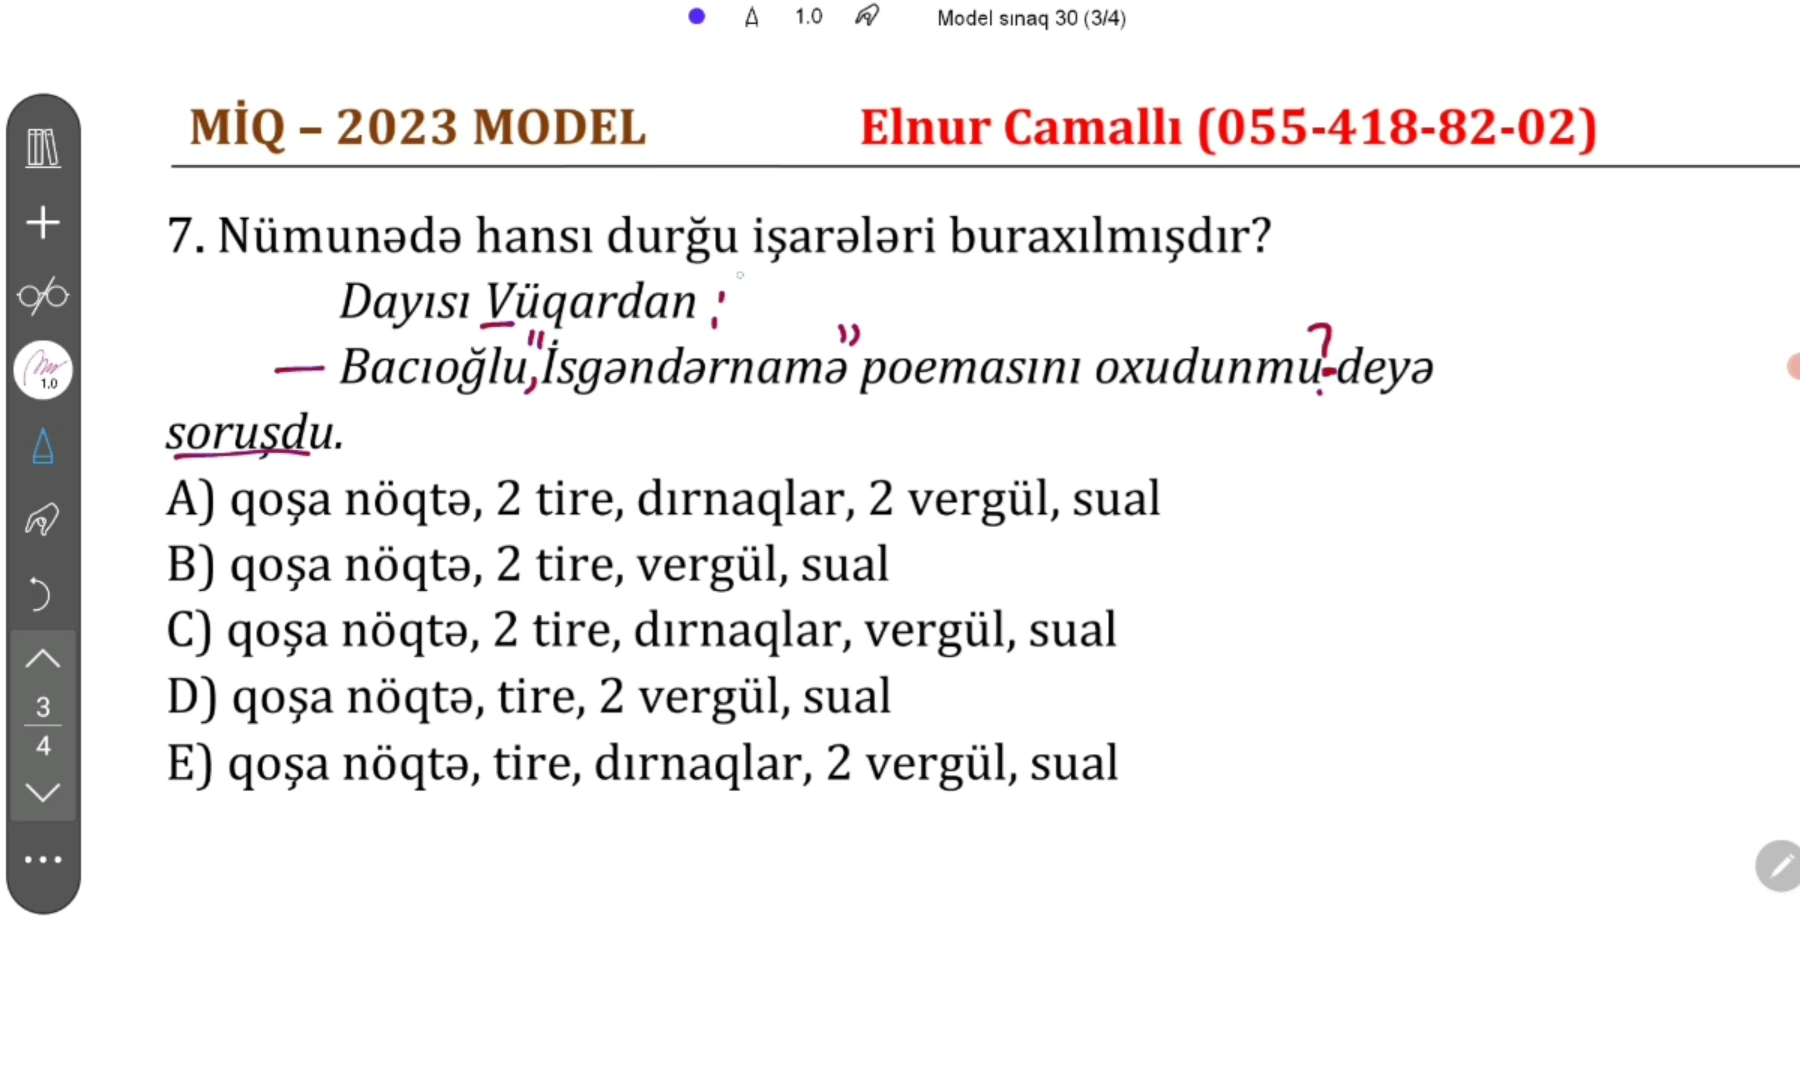 1.0 Model sınaq 30 (3/4)
MİQ – 2023 MODEL Elnur Camallı (055-418-82-02)
7. Nümunədə hansı durğu işarələri buraxılmışdır?
Dayısı Vüqardan :
— Bacıoğlu, "İsgəndərnamə" poemasını oxudunmu? - deyə
soruşdu.
A) qoşa nöqtə, 2 tire, dırnaqlar, 2 vergül, sual
B) qoşa nöqtə, 2 tire, vergül, sual
C) qoşa nöqtə, 2 tire, dırnaqlar, vergül, sual
D) qoşa nöqtə, tire, 2 vergül, sual
E) qoşa nöqtə, tire, dırnaqlar, 2 vergül, sual
1.0
3
4